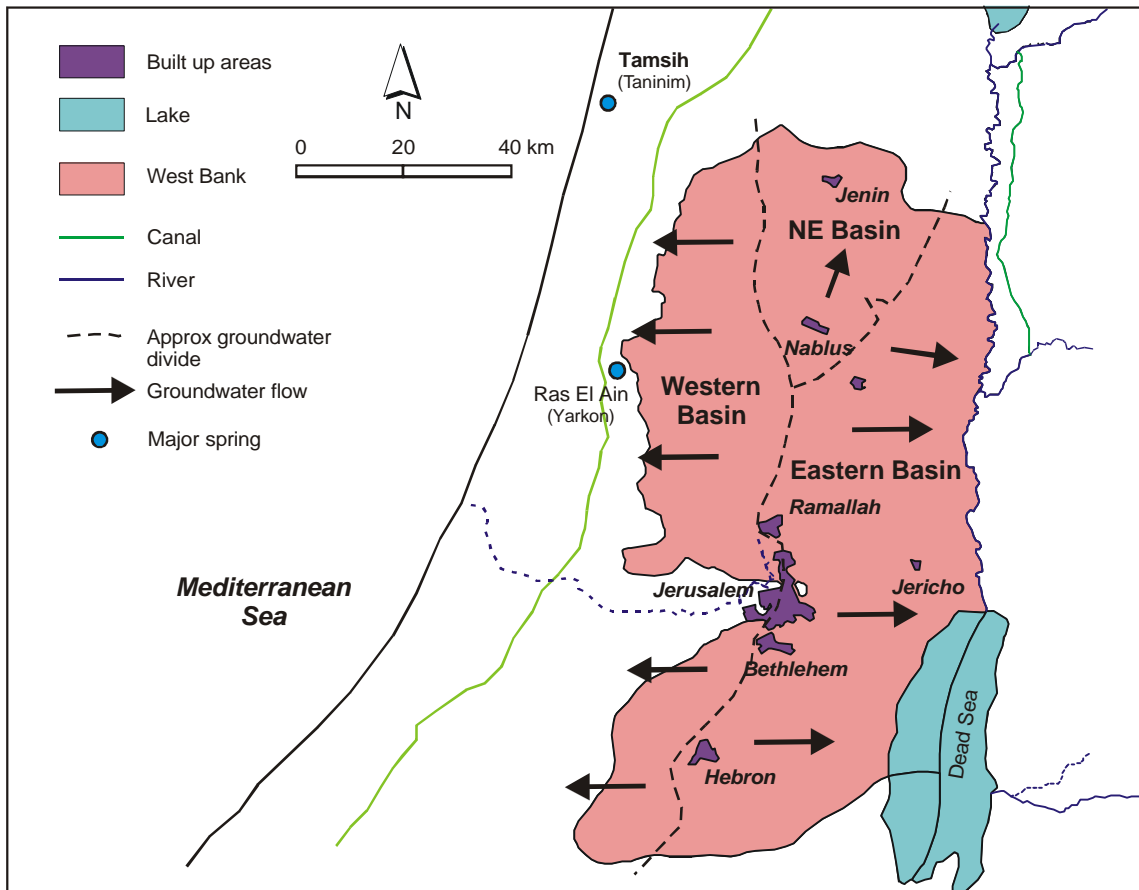 Built up areas
Lake
West Bank
Canal
River
Approx groundwater
divide
Groundwater flow
Major spring
N
0 20 40 km
Tamsih
(Taninim)
Jenin
NE Basin
Nablus
Ras El Ain
(Yarkon)
Western
Basin
Eastern Basin
Ramallah
Mediterranean
Sea
Jerusalem
Jericho
Bethlehem
Hebron
Dead Sea